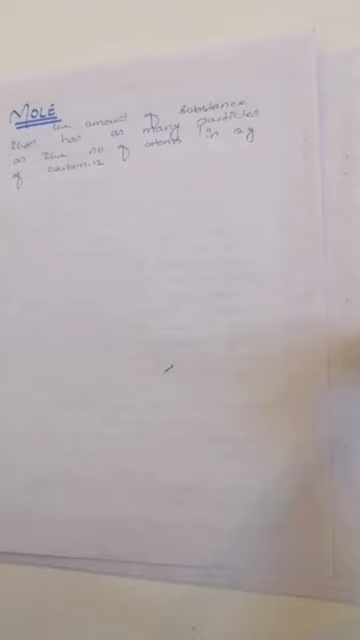 MOLE
the amount of substance
that has as many particles
as the no of atoms in 12g
of carbon-12